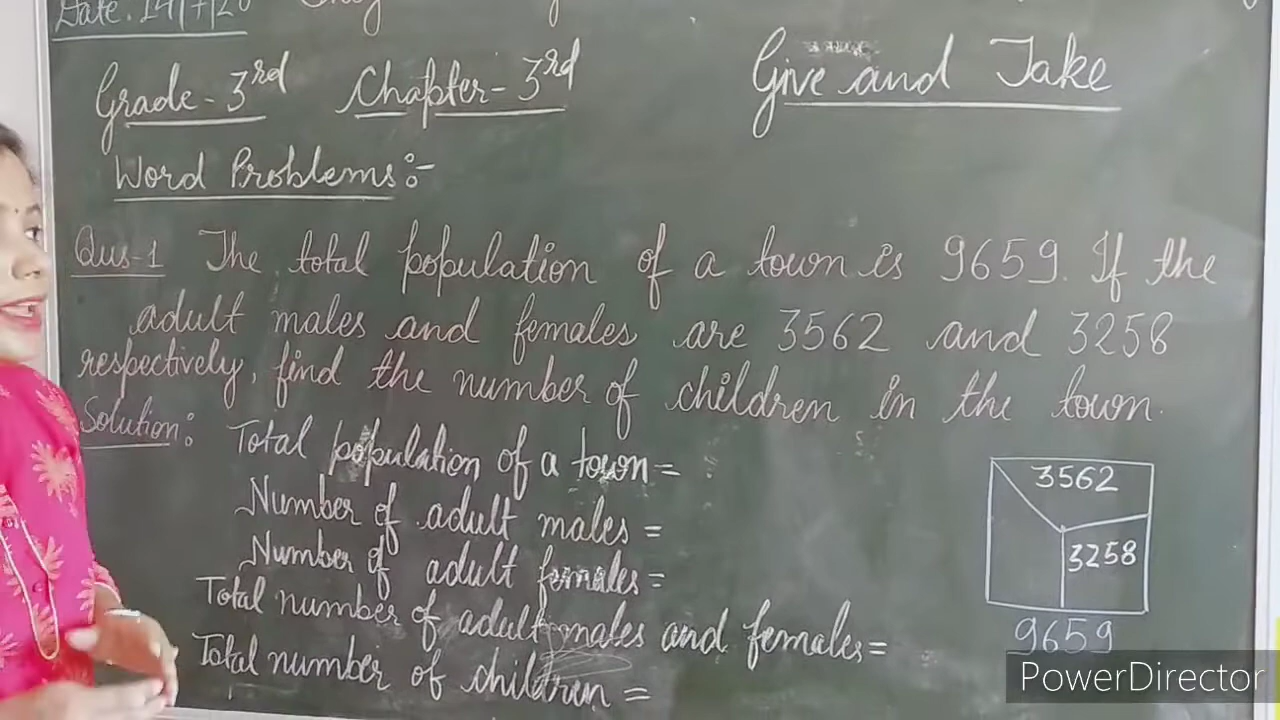 Date. 14/7/20
Grade - 3rd Chapter - 3rd Give and Take
Word Problems :-
Qus-1 The total population of a town is 9659. If the
adult males and females are 3562 and 3258
respectively, find the number of children in the town.
Solution:
Total population of a town =
Number of adult males =
Number of adult females =
Total number of adult males and females =
Total number of children =
3562
3258
9659
PowerDirector